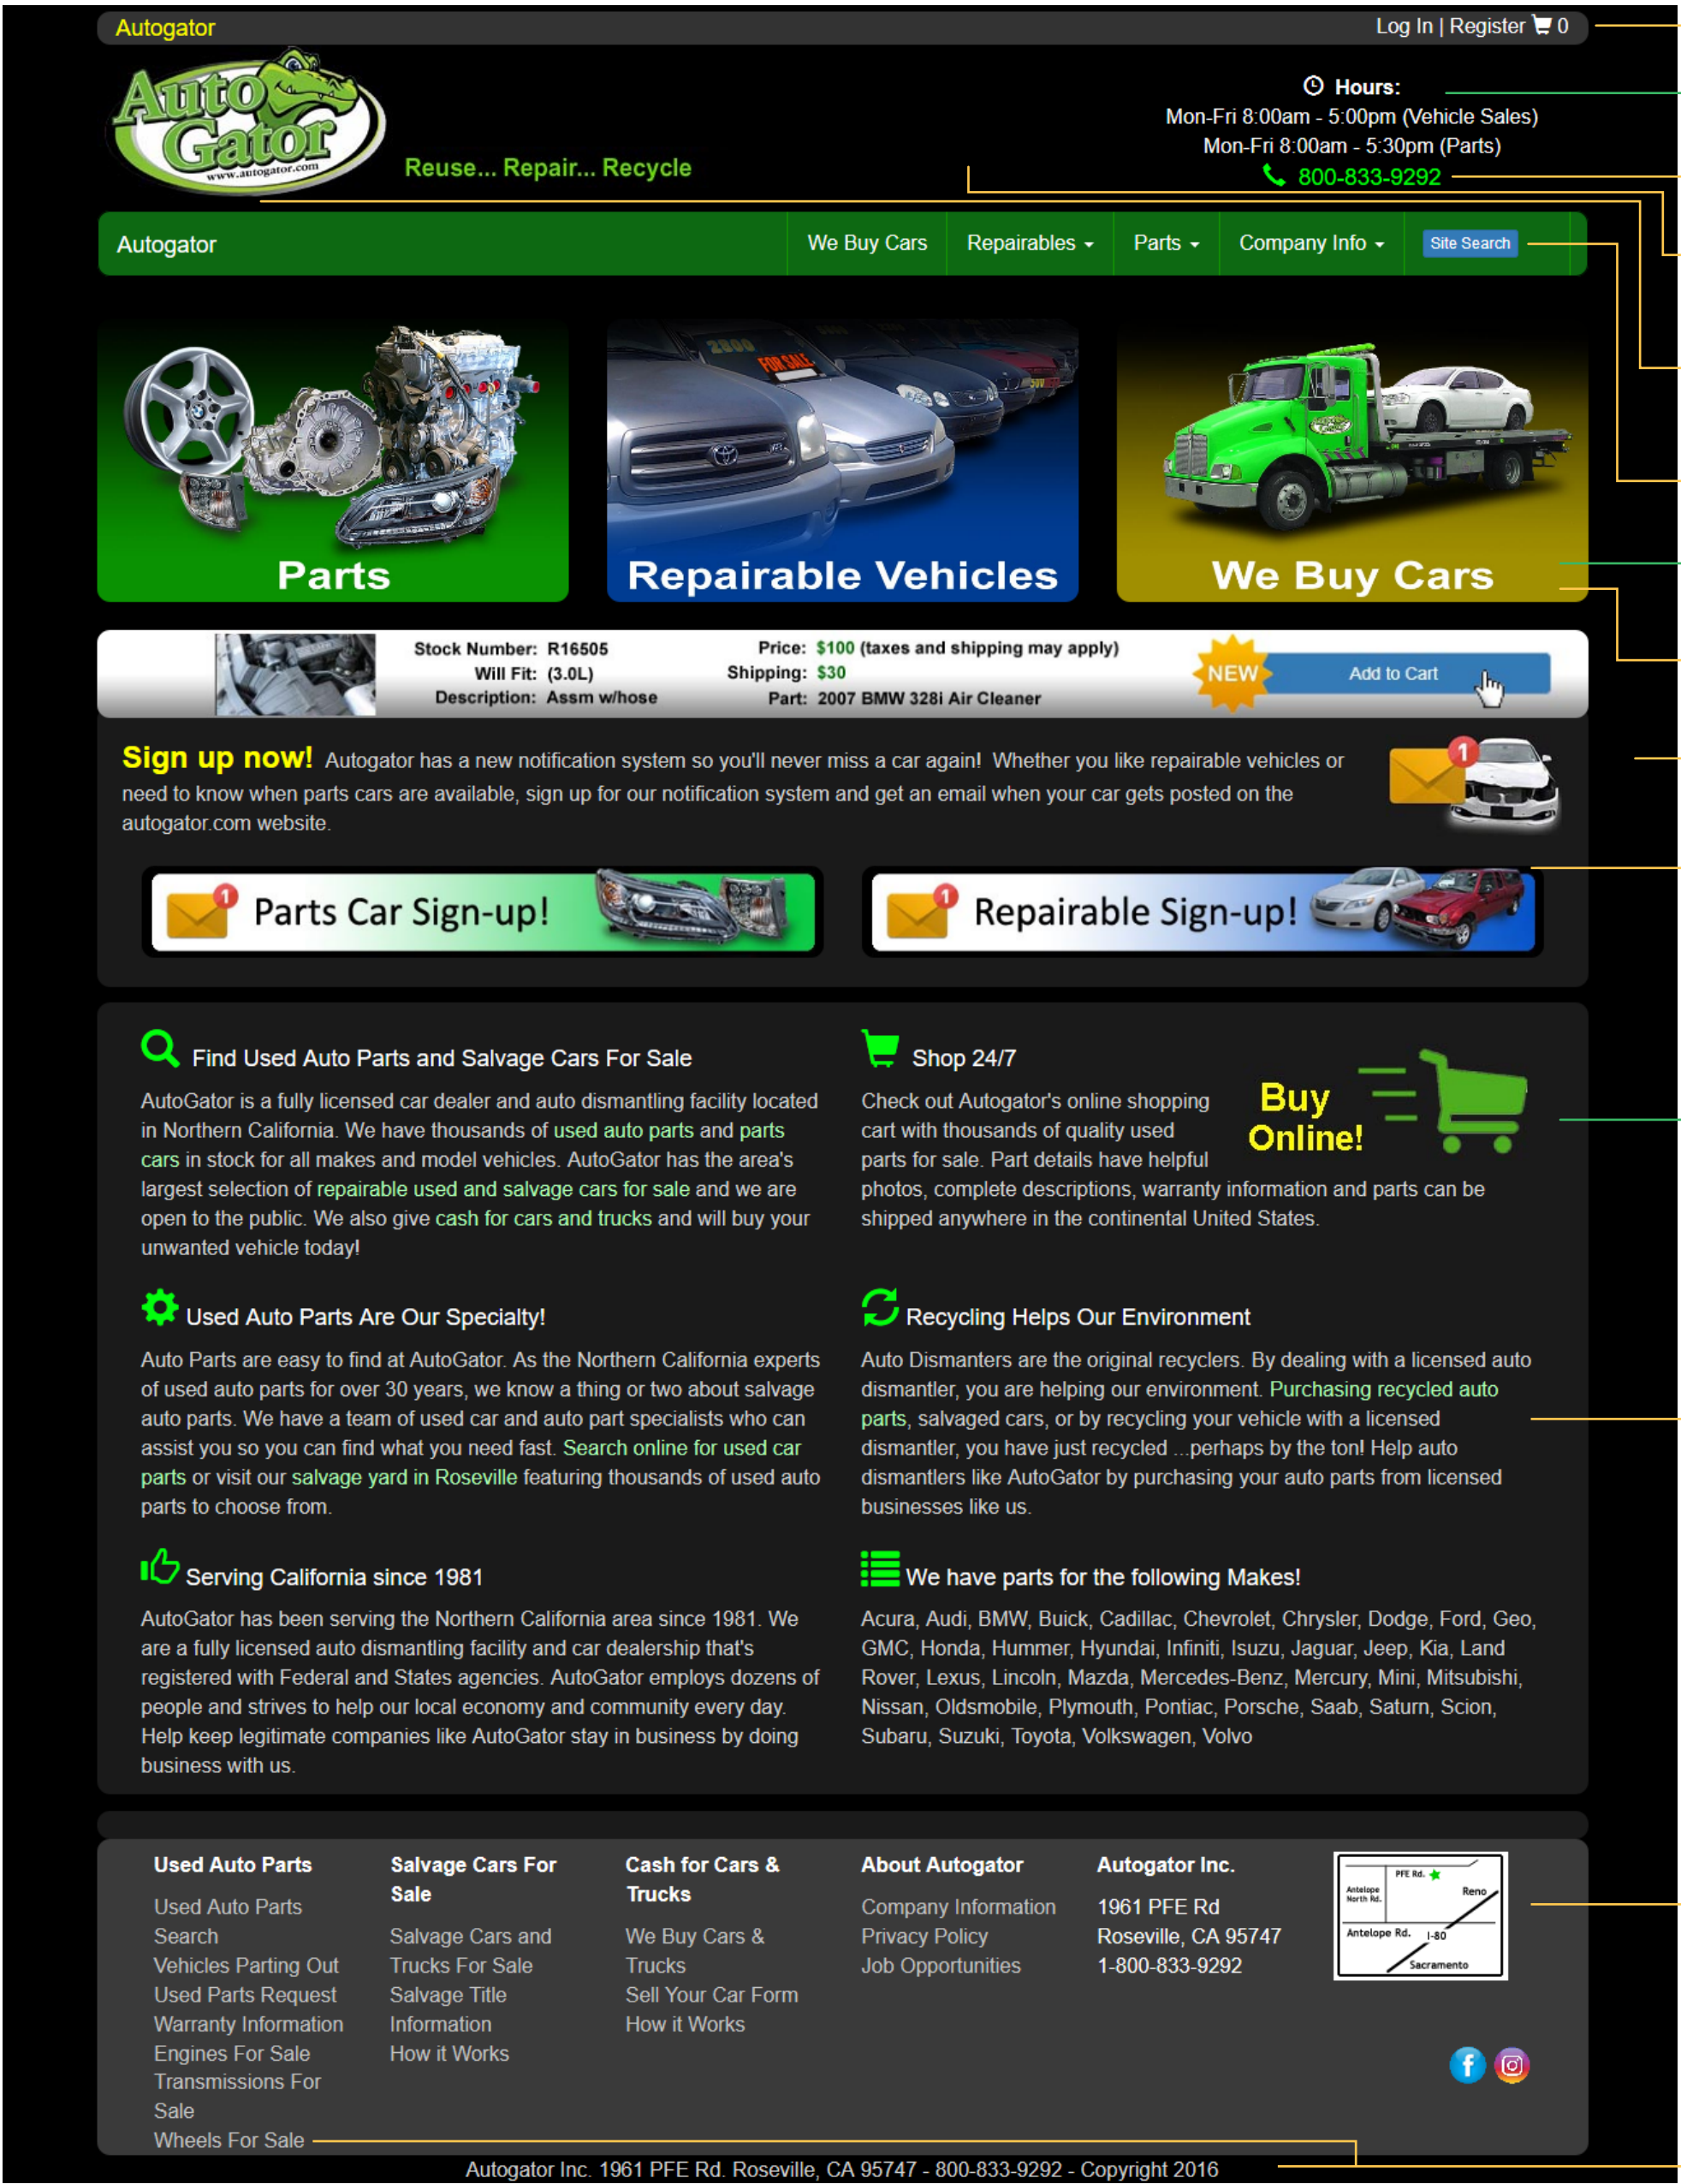 Autogator
Log In | Register 0
Auto
Gator
www.autogator.com
Reuse... Repair... Recycle
Hours:
Mon-Fri 8:00am - 5:00pm (Vehicle Sales)
Mon-Fri 8:00am - 5:30pm (Parts)
800-833-9292
Autogator
We Buy Cars
Repairables
Parts
Company Info
Site Search
2800
FOR SALE
Parts
Repairable Vehicles
We Buy Cars
Stock Number: R16505
Will Fit: (3.0L)
Description: Assm w/hose
Price: $100 (taxes and shipping may apply)
Shipping: $30
Part: 2007 BMW 328i Air Cleaner
NEW
Add to Cart
Sign up now! Autogator has a new notification system so you'll never miss a car again! Whether you like repairable vehicles or
need to know when parts cars are available, sign up for our notification system and get an email when your car gets posted on the
autogator.com website.
1
1 Parts Car Sign-up!
1 Repairable Sign-up!
Find Used Auto Parts and Salvage Cars For Sale
AutoGator is a fully licensed car dealer and auto dismantling facility located
in Northern California. We have thousands of used auto parts and parts
cars in stock for all makes and model vehicles. AutoGator has the area's
largest selection of repairable used and salvage cars for sale and we are
open to the public. We also give cash for cars and trucks and will buy your
unwanted vehicle today!
Shop 24/7
Check out Autogator's online shopping
cart with thousands of quality used
parts for sale. Part details have helpful
photos, complete descriptions, warranty information and parts can be
shipped anywhere in the continental United States.
Buy
Online!
Used Auto Parts Are Our Specialty!
Auto Parts are easy to find at AutoGator. As the Northern California experts
of used auto parts for over 30 years, we know a thing or two about salvage
auto parts. We have a team of used car and auto part specialists who can
assist you so you can find what you need fast. Search online for used car
parts or visit our salvage yard in Roseville featuring thousands of used auto
parts to choose from.
Recycling Helps Our Environment
Auto Dismanters are the original recyclers. By dealing with a licensed auto
dismantler, you are helping our environment. Purchasing recycled auto
parts, salvaged cars, or by recycling your vehicle with a licensed
dismantler, you have just recycled ...perhaps by the ton! Help auto
dismantlers like AutoGator by purchasing your auto parts from licensed
businesses like us.
Serving California since 1981
AutoGator has been serving the Northern California area since 1981. We
are a fully licensed auto dismantling facility and car dealership that's
registered with Federal and States agencies. AutoGator employs dozens of
people and strives to help our local economy and community every day.
Help keep legitimate companies like AutoGator stay in business by doing
business with us.
We have parts for the following Makes!
Acura, Audi, BMW, Buick, Cadillac, Chevrolet, Chrysler, Dodge, Ford, Geo,
GMC, Honda, Hummer, Hyundai, Infiniti, Isuzu, Jaguar, Jeep, Kia, Land
Rover, Lexus, Lincoln, Mazda, Mercedes-Benz, Mercury, Mini, Mitsubishi,
Nissan, Oldsmobile, Plymouth, Pontiac, Porsche, Saab, Saturn, Scion,
Subaru, Suzuki, Toyota, Volkswagen, Volvo
Used Auto Parts
Used Auto Parts
Search
Vehicles Parting Out
Used Parts Request
Warranty Information
Engines For Sale
Transmissions For
Sale
Wheels For Sale
Salvage Cars For
Sale
Salvage Cars and
Trucks For Sale
Salvage Title
Information
How it Works
Cash for Cars &
Trucks
We Buy Cars &
Trucks
Sell Your Car Form
How it Works
About Autogator
Company Information
Privacy Policy
Job Opportunities
Autogator Inc.
1961 PFE Rd
Roseville, CA 95747
1-800-833-9292
PFE Rd.
Antelope
North Rd.
Reno
Antelope Rd.
I-80
Sacramento
Autogator Inc. 1961 PFE Rd. Roseville, CA 95747 - 800-833-9292 - Copyright 2016